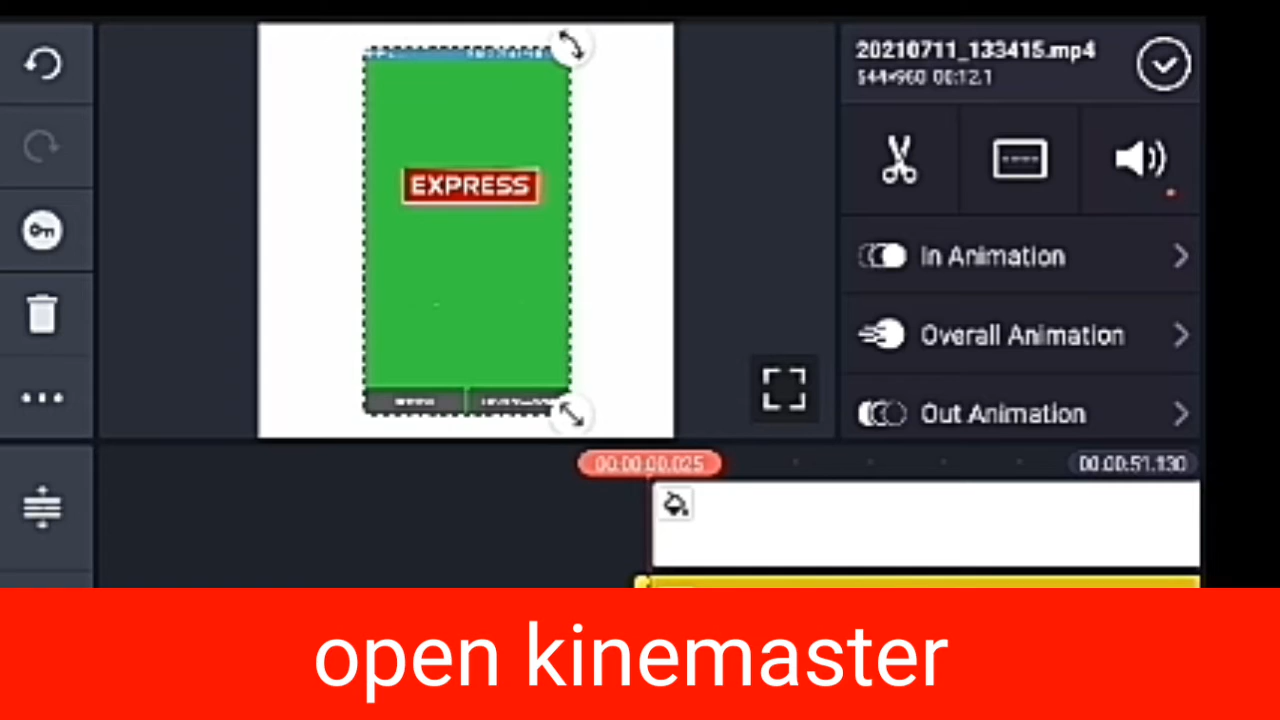 20210711_133415.mp4
544×960 00:12.1
EXPRESS
In Animation
Overall Animation
Out Animation
00:00:00.025
00:00:51.130
open kinemaster